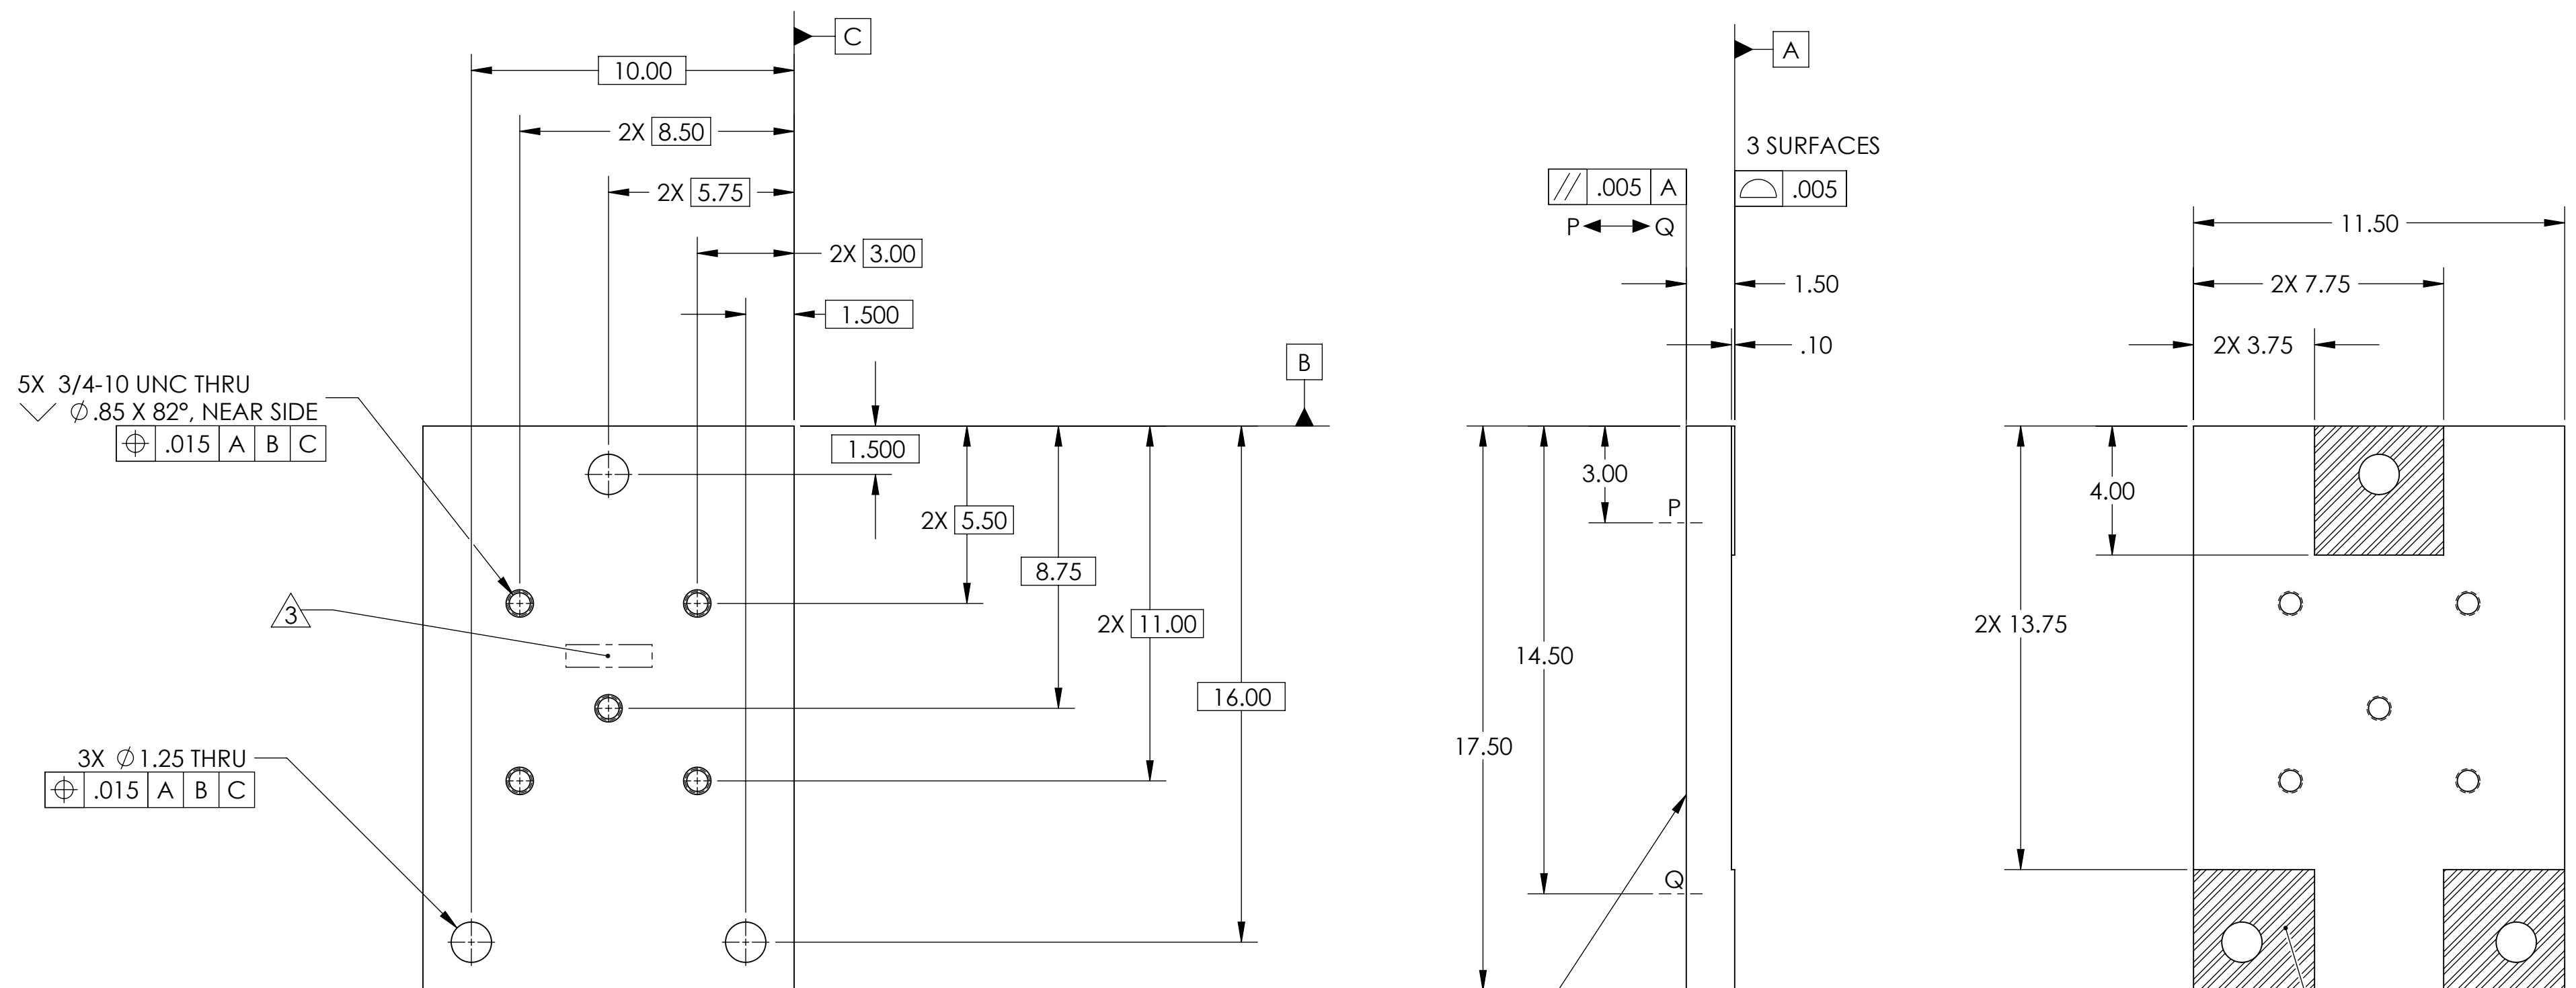 C
10.00
2X 8.50
2X 5.75
2X 3.00
1.500
B
5X 3/4-10 UNC THRU
⌵ ⌀.85 X 82°, NEAR SIDE
⌖ .015 A B C
1.500
2X 5.50
8.75
3
2X 11.00
16.00
3X ⌀1.25 THRU
⌖ .015 A B C
A
3 SURFACES
// .005 A
⌓ .005
P Q
1.50
.10
3.00
P
14.50
17.50
Q
11.50
2X 7.75
2X 3.75
4.00
2X 13.75